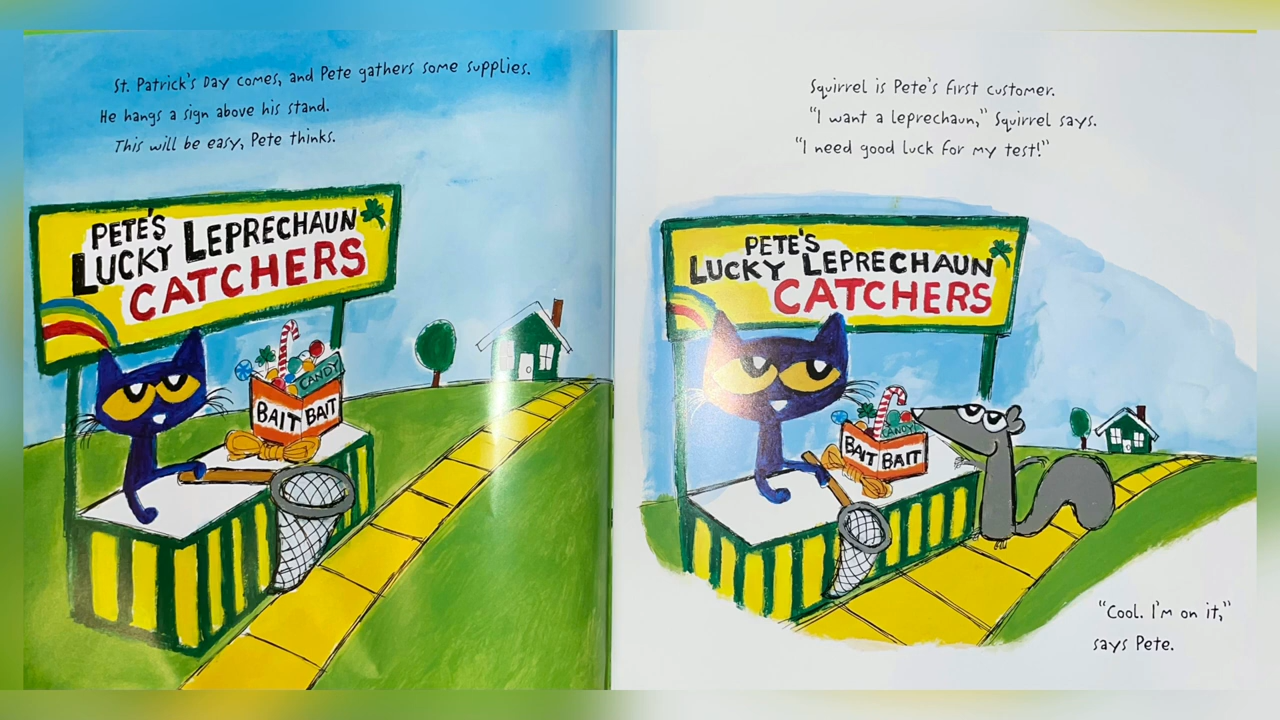 St. Patrick's Day comes, and Pete gathers some supplies.
He hangs a sign above his stand.
This will be easy, Pete thinks.
PETE'S
LUCKY LEPRECHAUN
CATCHERS
CANDY
BAIT BAIT
Squirrel is Pete's first customer.
"I want a leprechaun," Squirrel says.
"I need good luck for my test!"
PETE'S
LUCKY LEPRECHAUN
CATCHERS
CANDY
BAIT BAIT
"Cool. I'm on it,"
says Pete.